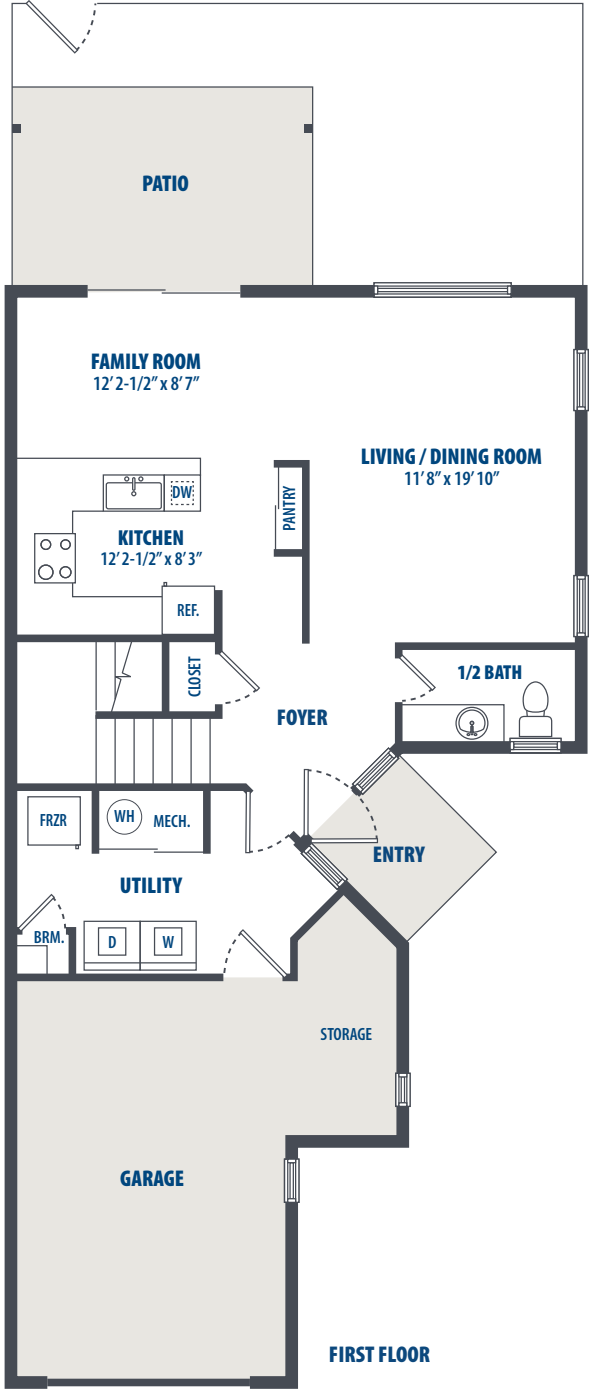 PATIO
FAMILY ROOM
12’ 2-1/2” x 8’ 7”
LIVING / DINING ROOM
11’ 8” x 19’ 10”
DW
PANTRY
KITCHEN
12’ 2-1/2” x 8’ 3”
REF.
CLOSET
1/2 BATH
FOYER
FRZR
WH
MECH.
ENTRY
UTILITY
BRM.
D
W
STORAGE
GARAGE
FIRST FLOOR